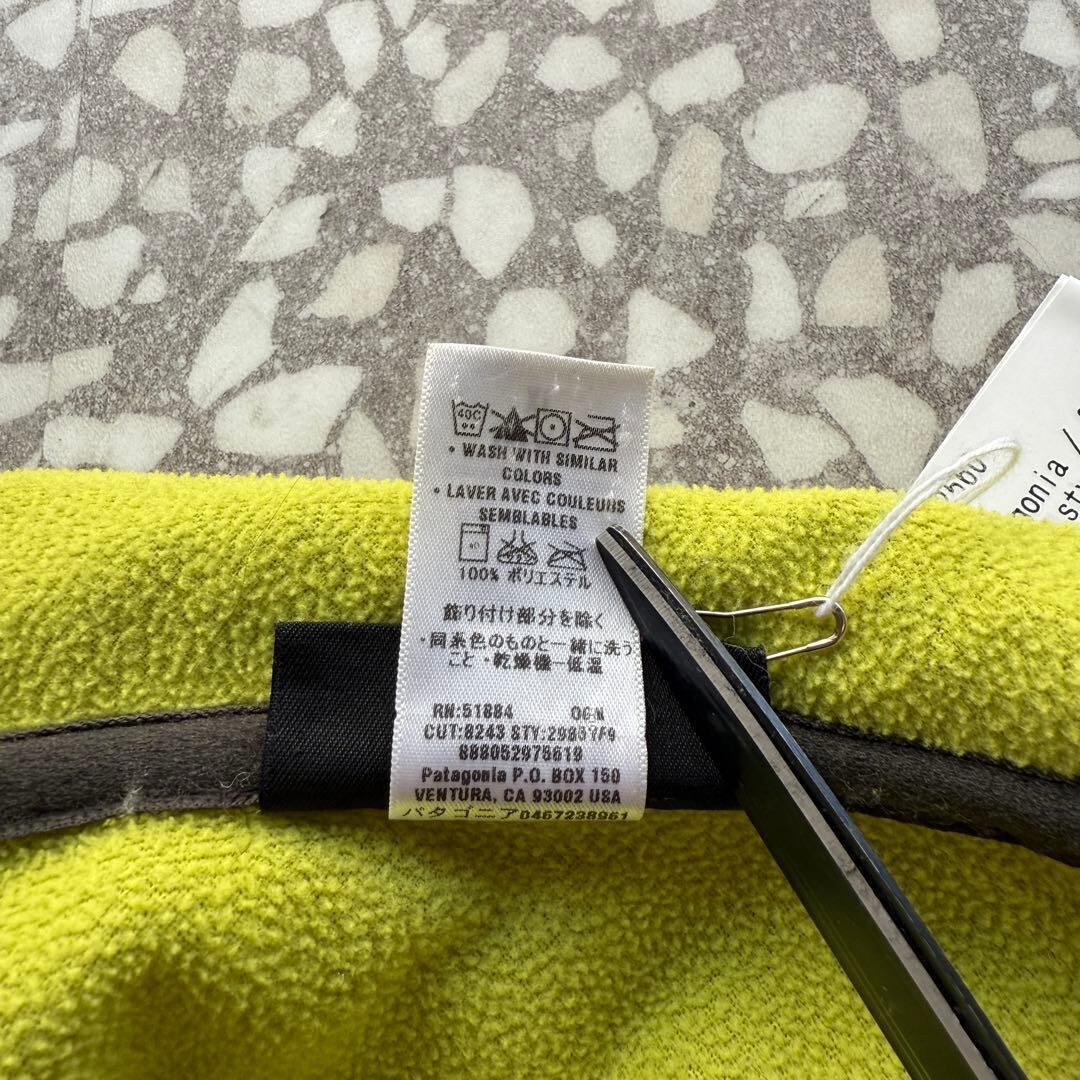 40C
• WASH WITH SIMILAR
COLORS
• LAVER AVEC COULEURS
SEMBLABLES
100% ポリエステル
飾り付け部分を除く
・同系色のものと一緒に洗う
こと・乾燥機一低温
RN:51884
CUT:8243
888052975619
Patagonia P.O. BOX 150
VENTURA, CA 93002 USA
パタゴニア0467238961
gonia /